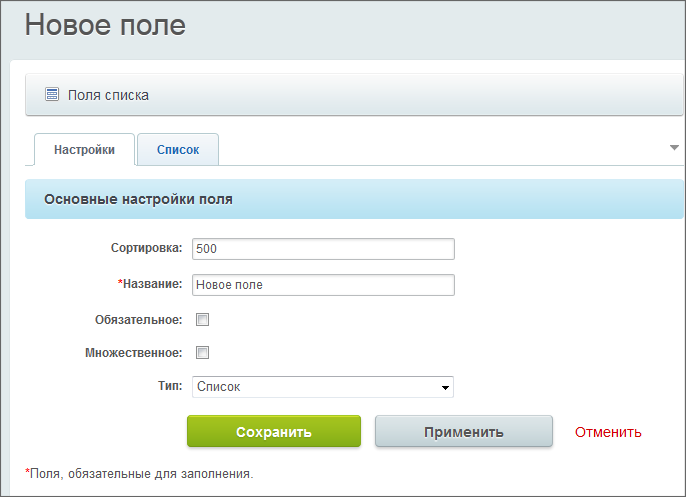 Новое поле
Поля списка
Настройки
Список
Основные настройки поля
Сортировка: 500
*Название: Новое поле
Обязательное:
Множественное:
Тип: Список
Сохранить Применить Отменить
*Поля, обязательные для заполнения.